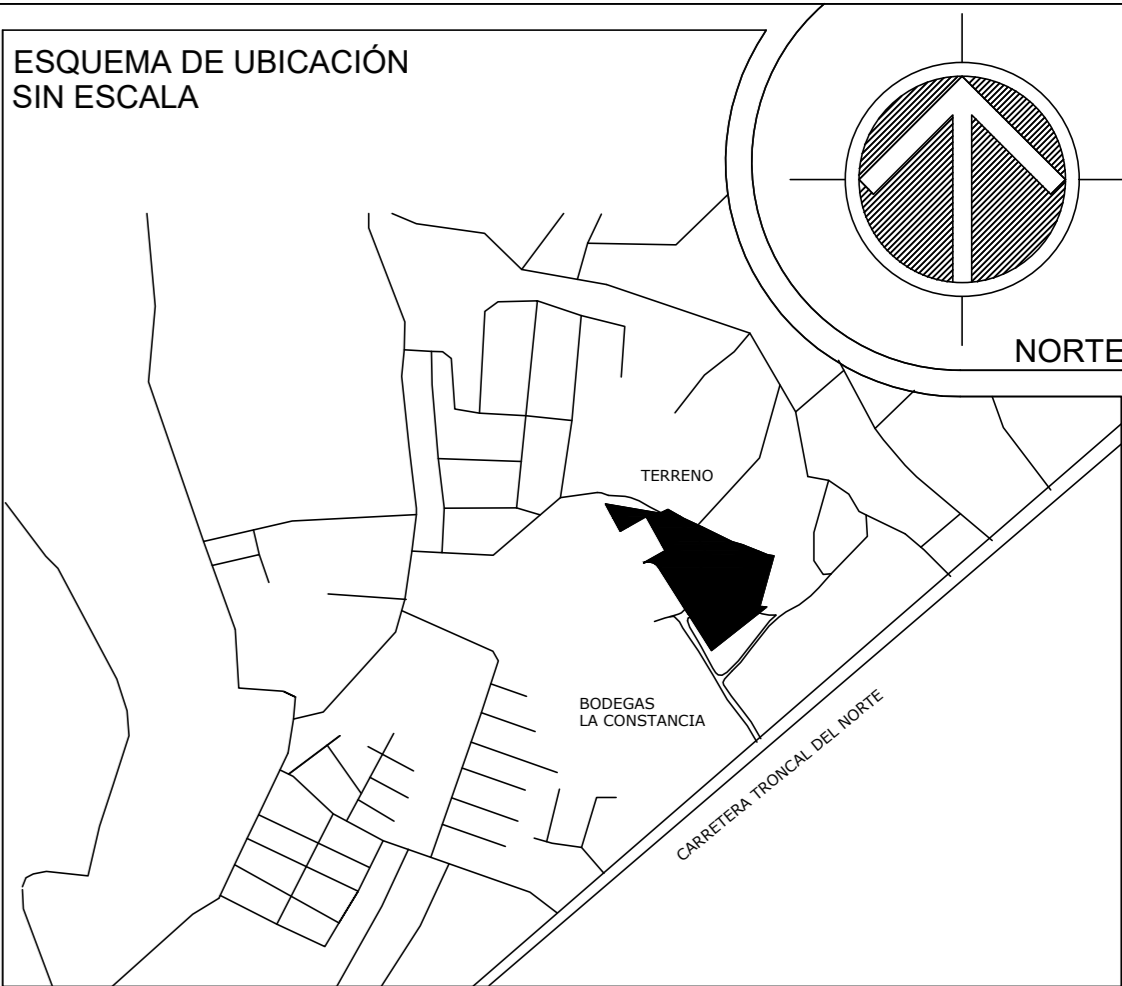 ESQUEMA DE UBICACIÓN
SIN ESCALA
NORTE
TERRENO
BODEGAS
LA CONSTANCIA
CARRETERA TRONCAL DEL NORTE